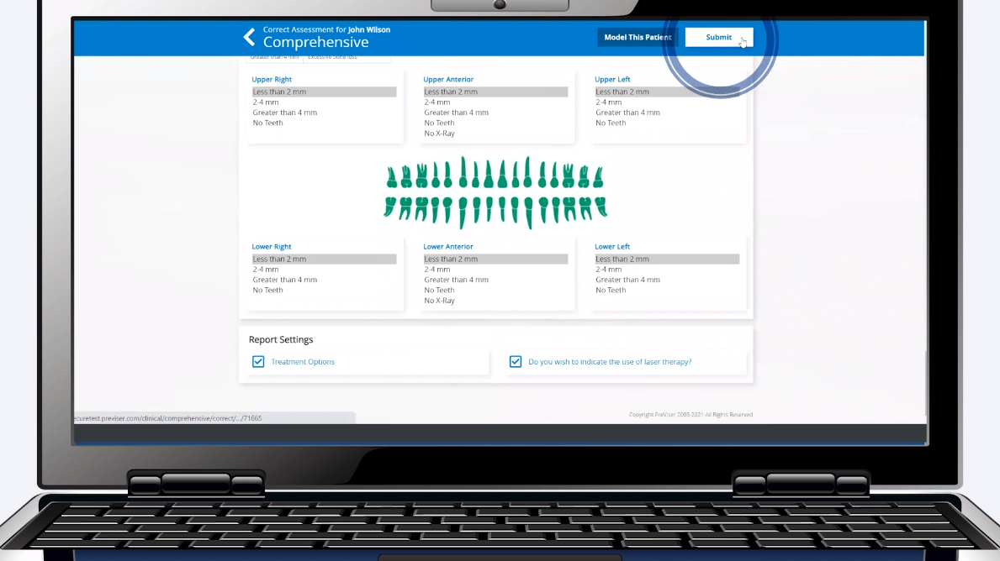 Correct Assessment for John Wilson
Comprehensive
Model This Patient
Submit
Greater than 4 mm
Excessive bone loss
Upper Right
Less than 2 mm
2-4 mm
Greater than 4 mm
No Teeth
Upper Anterior
Less than 2 mm
2-4 mm
Greater than 4 mm
No Teeth
No X-Ray
Upper Left
Less than 2 mm
2-4 mm
Greater than 4 mm
No Teeth
Lower Right
Less than 2 mm
2-4 mm
Greater than 4 mm
No Teeth
Lower Anterior
Less than 2 mm
2-4 mm
Greater than 4 mm
No Teeth
No X-Ray
Lower Left
Less than 2 mm
2-4 mm
Greater than 4 mm
No Teeth
Report Settings
Treatment Options
Do you wish to indicate the use of laser therapy?
ecuretest.previser.com/clinical/comprehensive/correct/.../71665
Copyright PreViser 2003-2021 All Rights Reserved